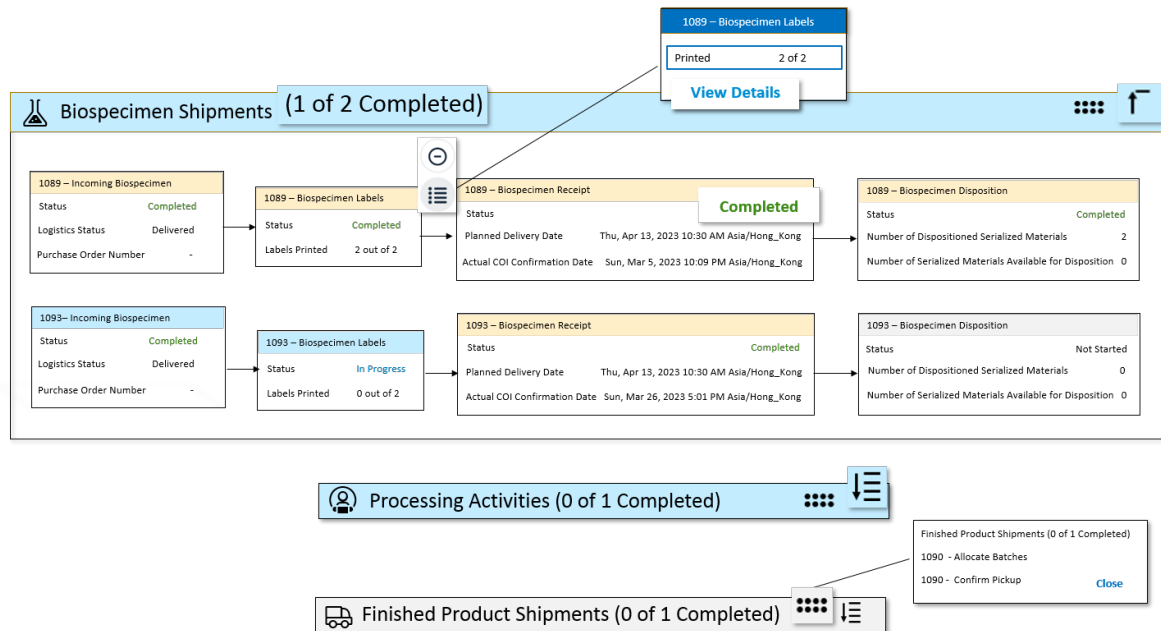 1089 – Biospecimen Labels
Printed 2 of 2
View Details
Biospecimen Shipments (1 of 2 Completed)
1089 – Incoming Biospecimen
Status Completed
Logistics Status Delivered
Purchase Order Number -
1089 – Biospecimen Labels
Status Completed
Labels Printed 2 out of 2
1089 – Biospecimen Receipt
Status Completed
Planned Delivery Date Thu, Apr 13, 2023 10:30 AM Asia/Hong_Kong
Actual COI Confirmation Date Sun, Mar 5, 2023 10:09 PM Asia/Hong_Kong
1089 – Biospecimen Disposition
Status Completed
Number of Dispositioned Serialized Materials 2
Number of Serialized Materials Available for Disposition 0
1093– Incoming Biospecimen
Status Completed
Logistics Status Delivered
Purchase Order Number -
1093 – Biospecimen Labels
Status In Progress
Labels Printed 0 out of 2
1093 – Biospecimen Receipt
Status Completed
Planned Delivery Date Thu, Apr 13, 2023 10:30 AM Asia/Hong_Kong
Actual COI Confirmation Date Sun, Mar 26, 2023 5:01 PM Asia/Hong_Kong
1093 – Biospecimen Disposition
Status Not Started
Number of Dispositioned Serialized Materials 0
Number of Serialized Materials Available for Disposition 0
Processing Activities (0 of 1 Completed)
Finished Product Shipments (0 of 1 Completed)
1090 - Allocate Batches
1090 - Confirm Pickup
Close
Finished Product Shipments (0 of 1 Completed)